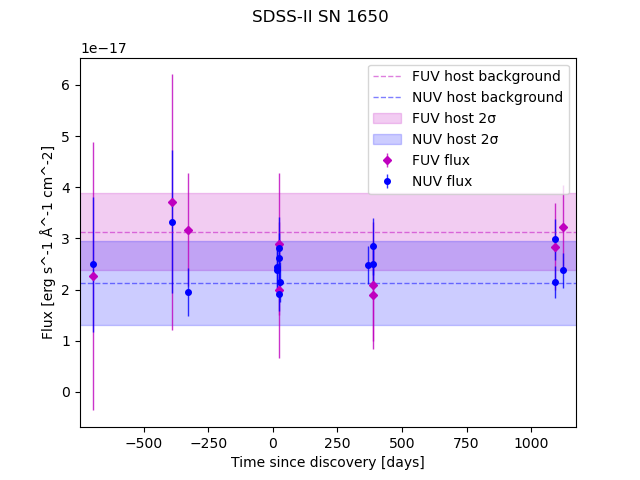 SDSS-II SN 1650
1e−17
FUV host background
NUV host background
FUV host 2σ
NUV host 2σ
FUV flux
NUV flux
6
5
4
3
2
1
0
Flux [erg s^-1 Å^-1 cm^-2]
−500 −250 0 250 500 750 1000
Time since discovery [days]